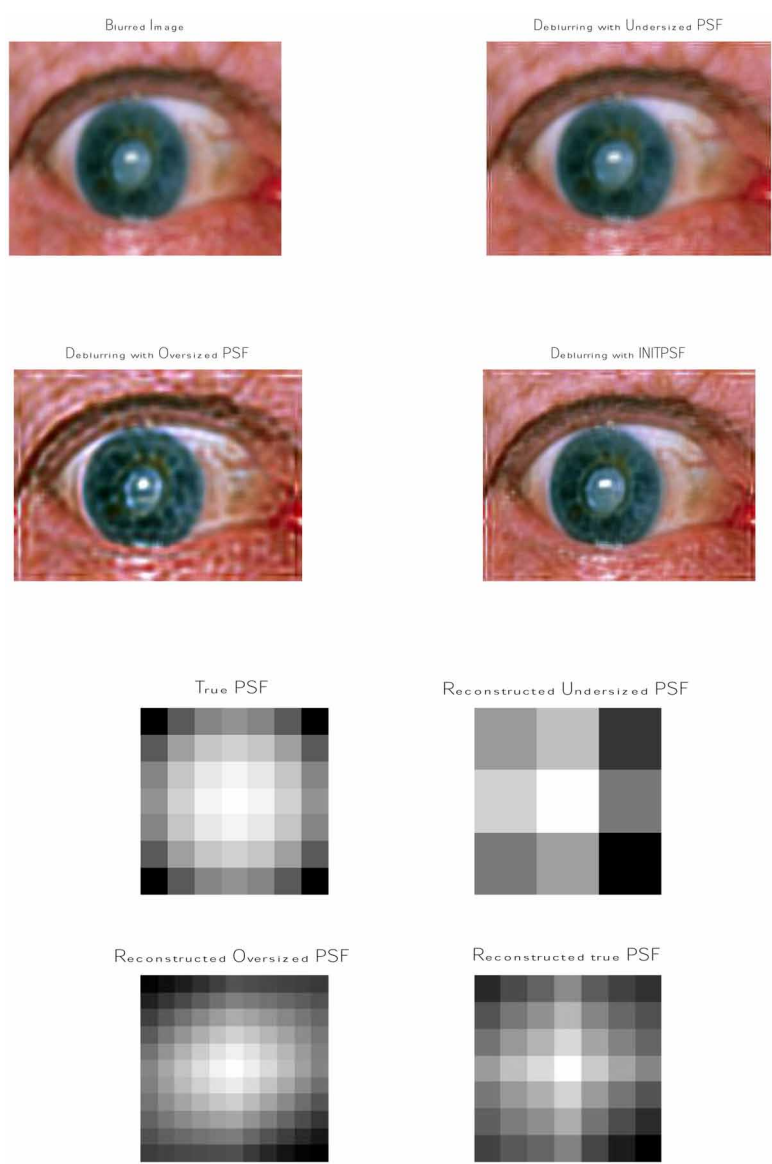 Blurred Image
Deblurring with Undersized PSF
Deblurring with Oversized PSF
Deblurring with INITPSF
True PSF
Reconstructed Undersized PSF
Reconstructed Oversized PSF
Reconstructed true PSF